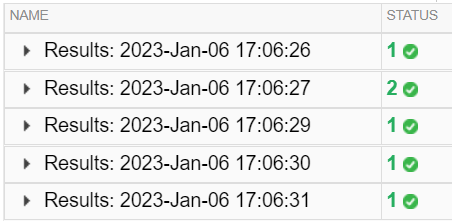 NAME STATUS
Results: 2023-Jan-06 17:06:26 1
Results: 2023-Jan-06 17:06:27 2
Results: 2023-Jan-06 17:06:29 1
Results: 2023-Jan-06 17:06:30 1
Results: 2023-Jan-06 17:06:31 1